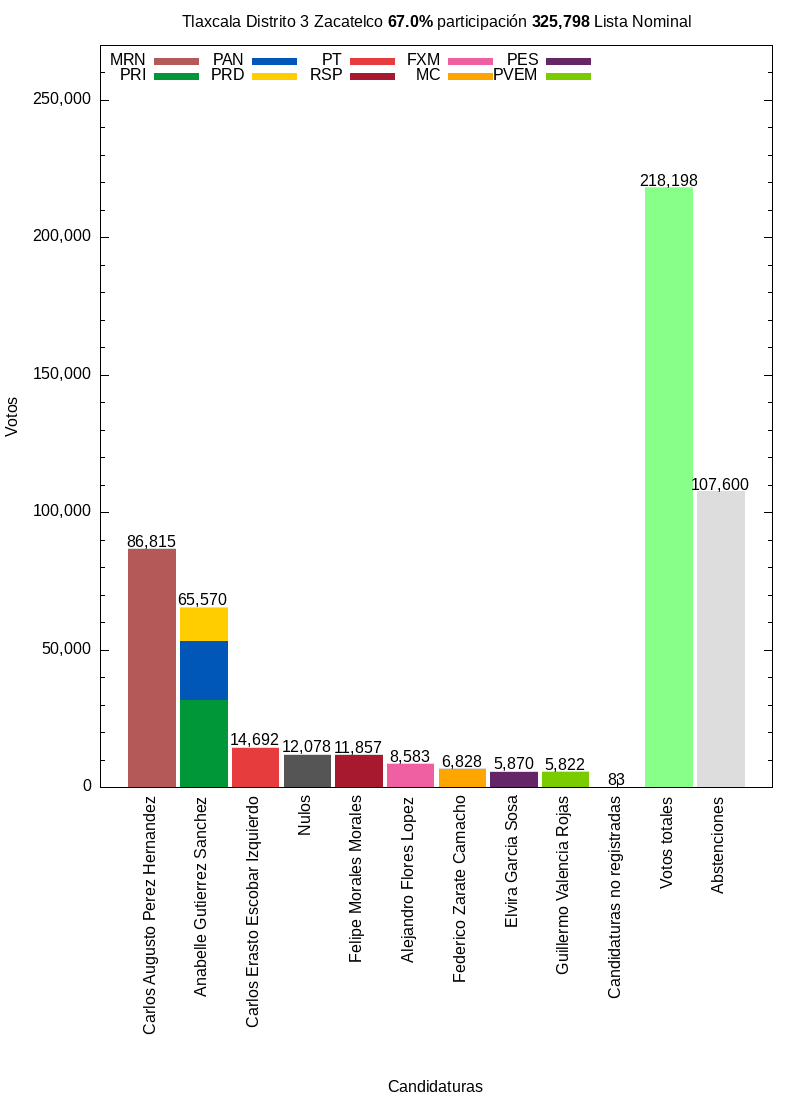 Tlaxcala Distrito 3 Zacatelco 67.0% participación 325,798 Lista Nominal
MRN PAN PT FXM PES
PRI PRD RSP MC PVEM
250,000
200,000
150,000
100,000
50,000
0
Votos
86,815
65,570
14,692
12,078
11,857
8,583
6,828
5,870
5,822
83
218,198
107,600
Carlos Augusto Perez Hernandez
Anabelle Gutierrez Sanchez
Carlos Erasto Escobar Izquierdo
Nulos
Felipe Morales Morales
Alejandro Flores Lopez
Federico Zarate Camacho
Elvira Garcia Sosa
Guillermo Valencia Rojas
Candidaturas no registradas
Votos totales
Abstenciones
Candidaturas